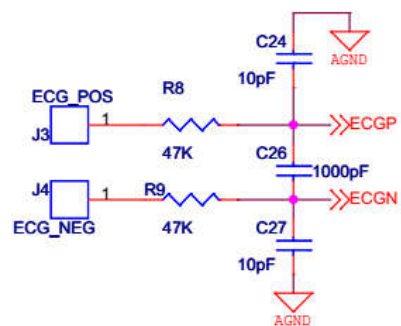 C24
AGND
10pF
R8
ECG_POS
J3
1
ECGP
47K
C26
1000pF
J4
1
R9
ECGN
ECG_NEG
47K
C27
10pF
AGND